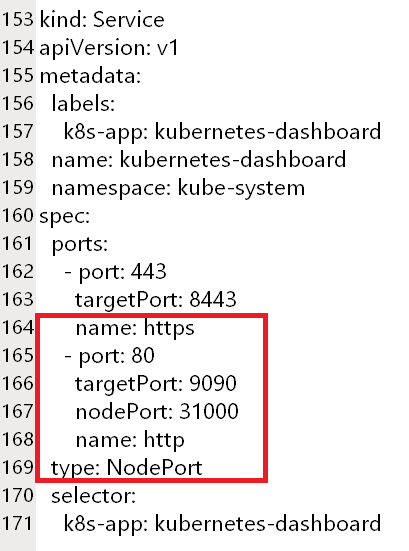 153 kind: Service
154 apiVersion: v1
155 metadata:
156   labels:
157     k8s-app: kubernetes-dashboard
158   name: kubernetes-dashboard
159   namespace: kube-system
160 spec:
161   ports:
162     - port: 443
163       targetPort: 8443
164       name: https
165     - port: 80
166       targetPort: 9090
167       nodePort: 31000
168       name: http
169   type: NodePort
170   selector:
171     k8s-app: kubernetes-dashboard